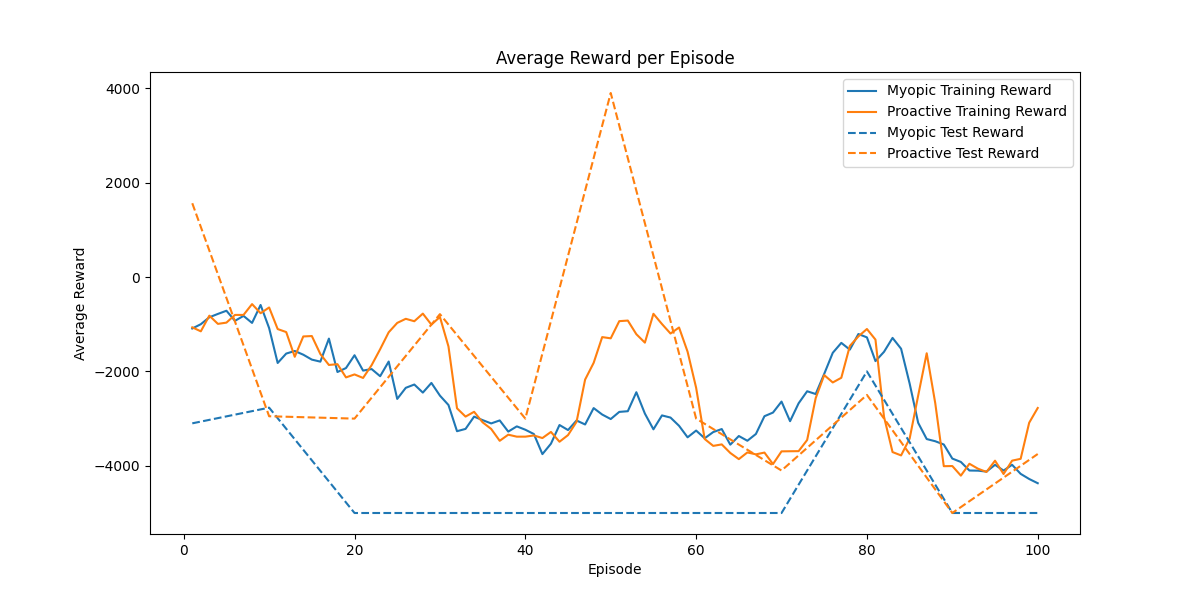 Average Reward per Episode
4000
2000
0
−2000
−4000
Average Reward
Myopic Training Reward
Proactive Training Reward
Myopic Test Reward
Proactive Test Reward
0 20 40 60 80 100
Episode